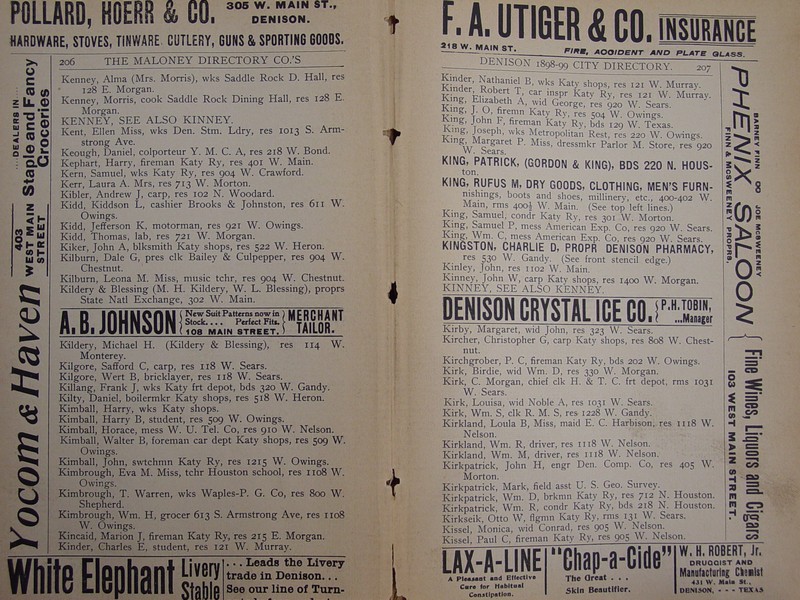 POLLARD, HOERR & CO. 305 W. MAIN ST., DENISON.
HARDWARE, STOVES, TINWARE CUTLERY, GUNS & SPORTING GOODS.
206 THE MALONEY DIRECTORY CO.'S
Kenney, Alma (Mrs. Morris), wks Saddle Rock D. Hall, res
128 E. Morgan.
Kenney, Morris, cook Saddle Rock Dining Hall, res 128 E.
Morgan.
KENNEY, SEE ALSO KINNEY.
Kent, Ellen Miss, wks Den. Stm. Ldry, res 1013 S. Arm-
strong Ave.
Keough, Daniel, colporteur Y. M. C. A, res 218 W. Bond.
Kephart, Harry, fireman Katy Ry, res 401 W. Main.
Kern, Samuel, wks Katy Ry, res 904 W. Crawford.
Kerr, Laura A. Mrs, res 713 W. Morton.
Kibler, Andrew J, carp, res 102 N. Woodard.
Kidd, Kiddson L, cashier Brooks & Johnston, res 611 W.
Owings.
Kidd, Jefferson K, motorman, res 921 W. Owings.
Kidd, Thomas, lab, res 721 W. Morgan.
Kiker, John A, blksmith Katy shops, res 522 W. Heron.
Kilburn, Dale G, pres clk Bailey & Culpepper, res 904 W.
Chestnut.
Kilburn, Leona M. Miss, music tchr, res 904 W. Chestnut.
Kildery & Blessing (M. H. Kildery, W. L. Blessing), proprs
State Natl Exchange, 302 W. Main.
A. B. JOHNSON { New Suit Patterns now in Stock.... Perfect Fits. } MERCHANT TAILOR.
108 MAIN STREET.
Kildery, Michael H. (Kildery & Blessing), res 114 W.
Monterey.
Kilgore, Safford C, carp, res 118 W. Sears.
Kilgore, Wert B, bricklayer, res 118 W. Sears.
Killang, Frank J, wks Katy frt depot, bds 320 W. Gandy.
Kilty, Daniel, boilermkr Katy shops, res 518 W. Heron.
Kimball, Harry, wks Katy shops.
Kimball, Harry B, student, res 509 W. Owings.
Kimball, Horace, mess W. U. Tel. Co, res 910 W. Nelson.
Kimball, Walter B, foreman car dept Katy shops, res 509 W.
Owings.
Kimball, John, swtchmn Katy Ry, res 1215 W. Owings.
Kimbrough, Eva M. Miss, tchr Houston school, res 1108 W.
Owings.
Kimbrough, T. Warren, wks Waples-P. G. Co, res 800 W.
Shepherd.
Kimbrough, Wm. H, grocer 613 S. Armstrong Ave, res 1108
W. Owings.
Kincaid, Marion J, fireman Katy Ry, res 215 E. Morgan.
Kinder, Charles E, student, res 121 W. Murray.
White Elephant Livery Stable
... Leads the Livery
trade in Denison...
See our line of Turn-
...DEALERS IN...
Staple and Fancy
Groceries
403
WEST MAIN
STREET
Yocom & Haven
F. A. UTIGER & CO. INSURANCE
218 W. MAIN ST. FIRE, ACCIDENT AND PLATE GLASS.
DENISON 1898-99 CITY DIRECTORY. 207
Kinder, Nathaniel B, wks Katy shops, res 121 W. Murray.
Kinder, Robert T, car inspr Katy Ry, res 121 W. Murray.
King, Elizabeth A, wid George, res 920 W. Sears.
King, J. O, firemn Katy Ry, res 504 W. Owings.
King, John F, fireman Katy Ry, bds 129 W. Texas.
King, Joseph, wks Metropolitan Rest, res 220 W. Owings.
King, Margaret P. Miss, dressmkr Parlor M. Store, res 920
W. Sears.
KING, PATRICK, (GORDON & KING), BDS 220 N. HOUS-
TON.
KING, RUFUS M, DRY GOODS, CLOTHING, MEN'S FUR-
nishings, boots and shoes, millinery, etc., 400-402 W.
Main, rms 400½ W. Main. (See top left lines.)
King, Samuel, condr Katy Ry, res 301 W. Morton.
King, Samuel P, mess American Exp. Co, res 920 W. Sears.
King, Wm. C, mess American Exp. Co, res 920 W. Sears.
KINGSTON, CHARLIE D, PROPR DENISON PHARMACY,
res 530 W. Gandy. (See front stencil edge.)
Kinley, John, res 1102 W. Main.
Kinney, John W, carp Katy shops, res 1400 W. Morgan.
KINNEY, SEE ALSO KENNEY.
DENISON CRYSTAL ICE CO. { P. H. TOBIN, ...Manager
Kirby, Margaret, wid John, res 323 W. Sears.
Kircher, Christopher G, carp Katy shops, res 808 W. Chest-
nut.
Kirchgrober, P. C, fireman Katy Ry, bds 202 W. Owings.
Kirk, Birdie, wid Wm. D, res 330 W. Morgan.
Kirk, C. Morgan, chief clk H. & T. C. frt depot, rms 1031
W. Sears.
Kirk, Louisa, wid Noble A, res 1031 W. Sears.
Kirk, Wm. S, clk R. M. S, res 1228 W. Gandy.
Kirkland, Loula B, Miss, maid E. C. Harbison, res 1118 W.
Nelson.
Kirkland, Wm. R, driver, res 1118 W. Nelson.
Kirkland, Wm. M, driver, res 1118 W. Nelson.
Kirkpatrick, John H, engr Den. Comp. Co, res 405 W.
Morton.
Kirkpatrick, Mark, field asst U. S. Geo. Survey.
Kirkpatrick, Wm. D, brkmn Katy Ry, res 712 N. Houston.
Kirkpatrick, Wm. R, condr Katy Ry, bds 218 N. Houston.
Kirkseik, Otto W, flgmn Katy Ry, rms 131 W. Sears.
Kissel, Monica, wid Conrad, res 905 W. Nelson.
Kissel, Paul C, fireman Katy Ry, res 905 W. Nelson.
LAX-A-LINE
A Pleasant and Effective
Cure for Habitual
Constipation.
"Chap-a-Cide"
The Great . . .
Skin Beautifier.
W. H. ROBERT, Jr.
DRUGGIST AND
Manufacturing Chemist
431 W. Main St.,
DENISON, - - - TEXAS
PHENIX SALOON
BARNEY FINN JOE McSWEENEY
FINN & McSWEENEY PROPRS.
Fine Wines, Liquors and Cigars
103 WEST MAIN STREET.